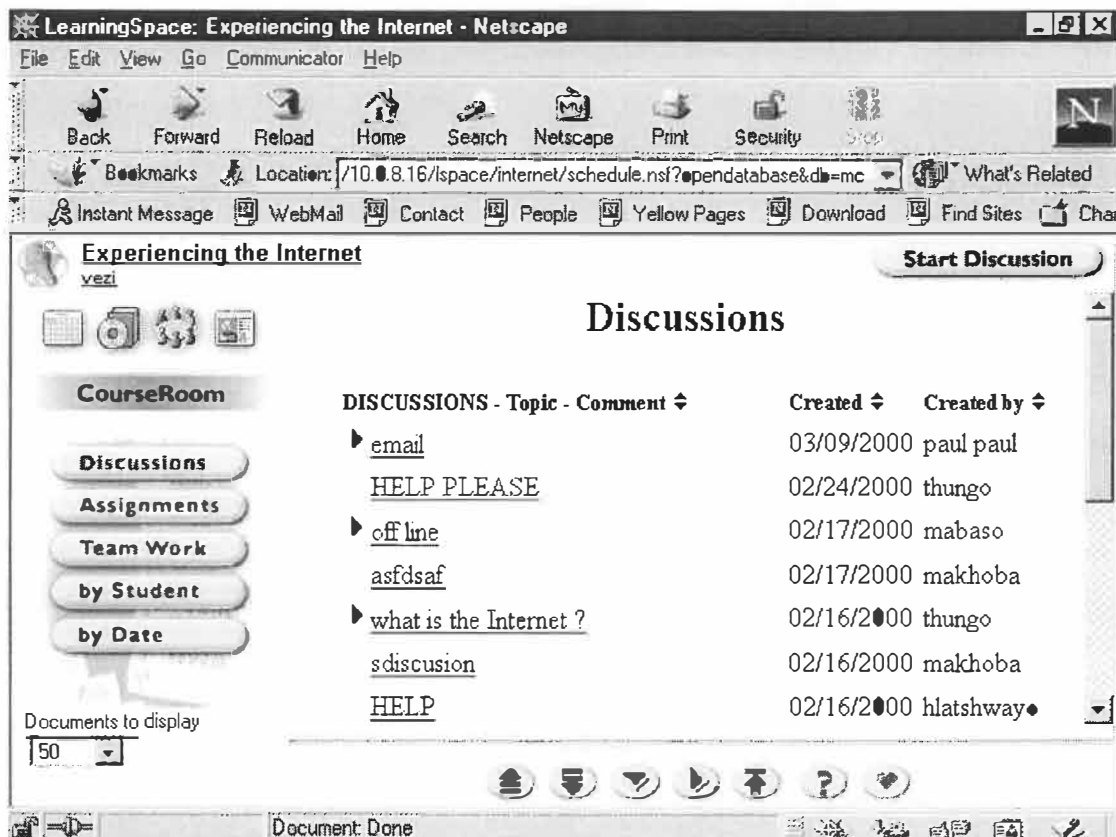 LearningSpace: Experiencing the Internet - Netscape
File Edit View Go Communicator Help
Back Forward Reload Home Search Netscape Print Security Stop
Bookmarks Location: /10.0.8.16/lspace/internet/schedule.nsf?opendatabase&db=mc What's Related
Instant Message WebMail Contact People Yellow Pages Download Find Sites Cha
Experiencing the Internet
vezi
Start Discussion
Discussions
CourseRoom
Discussions
Assignments
Team Work
by Student
by Date
Documents to display
50
DISCUSSIONS - Topic - Comment Created Created by
email 03/09/2000 paul paul
HELP PLEASE 02/24/2000 thungo
off line 02/17/2000 mabaso
asfdsaf 02/17/2000 makhoba
what is the Internet ? 02/16/2000 thungo
sdiscusion 02/16/2000 makhoba
HELP 02/16/2000 hlatshwayo
Document: Done